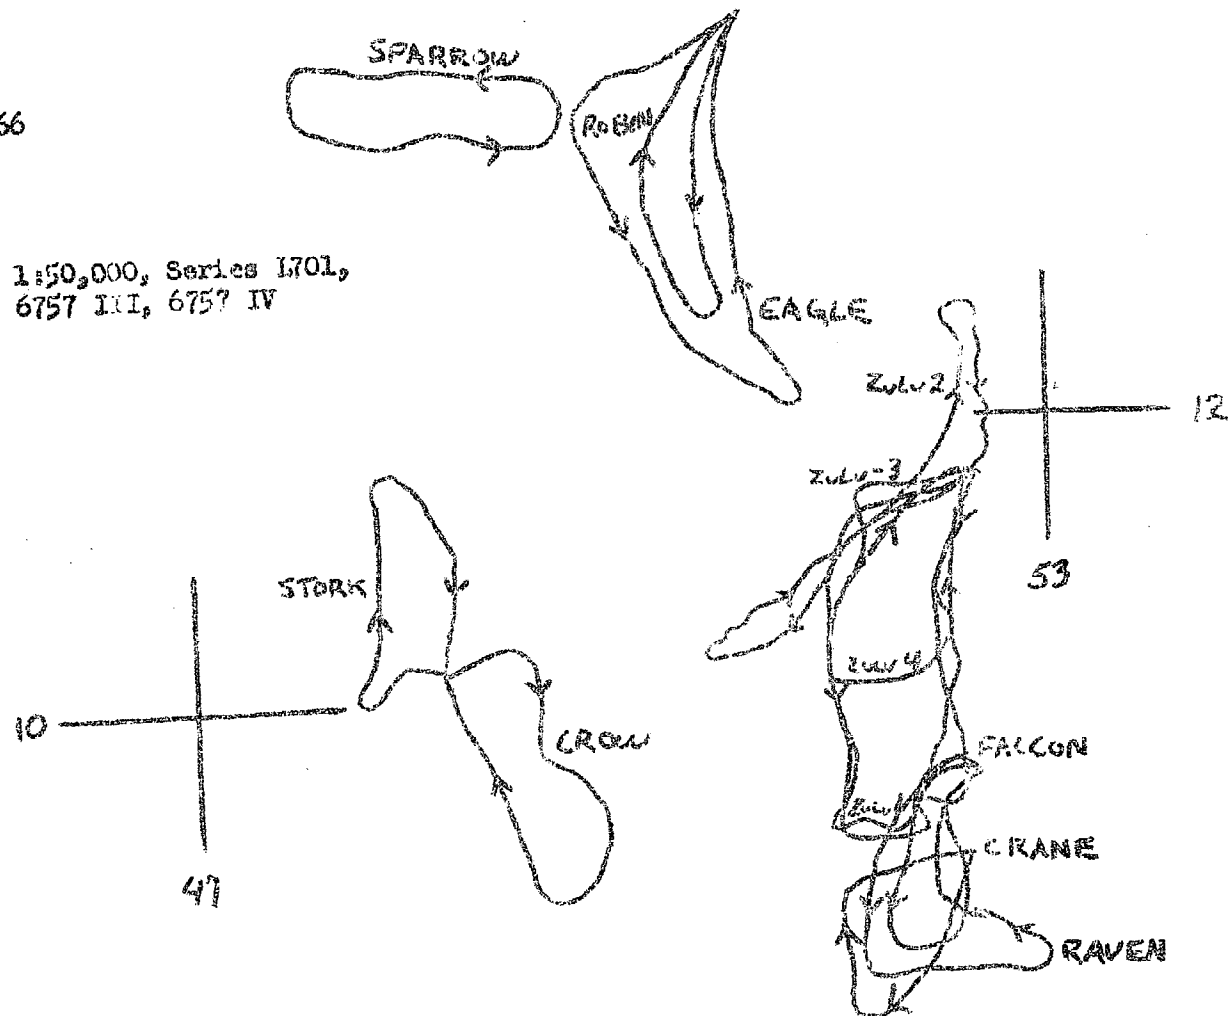 SPARROW
66
ROBIN
1:50,000, Series L701,
6757 III, 6757 IV
EAGLE
ZULU 2
12
ZULU-3
53
STORK
ZULU 4
10
CROW
FALCON
ZULU
CRANE
47
RAVEN